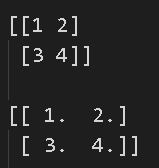 [[1 2]
 [3 4]]
[[ 1.  2.]
 [ 3.  4.]]